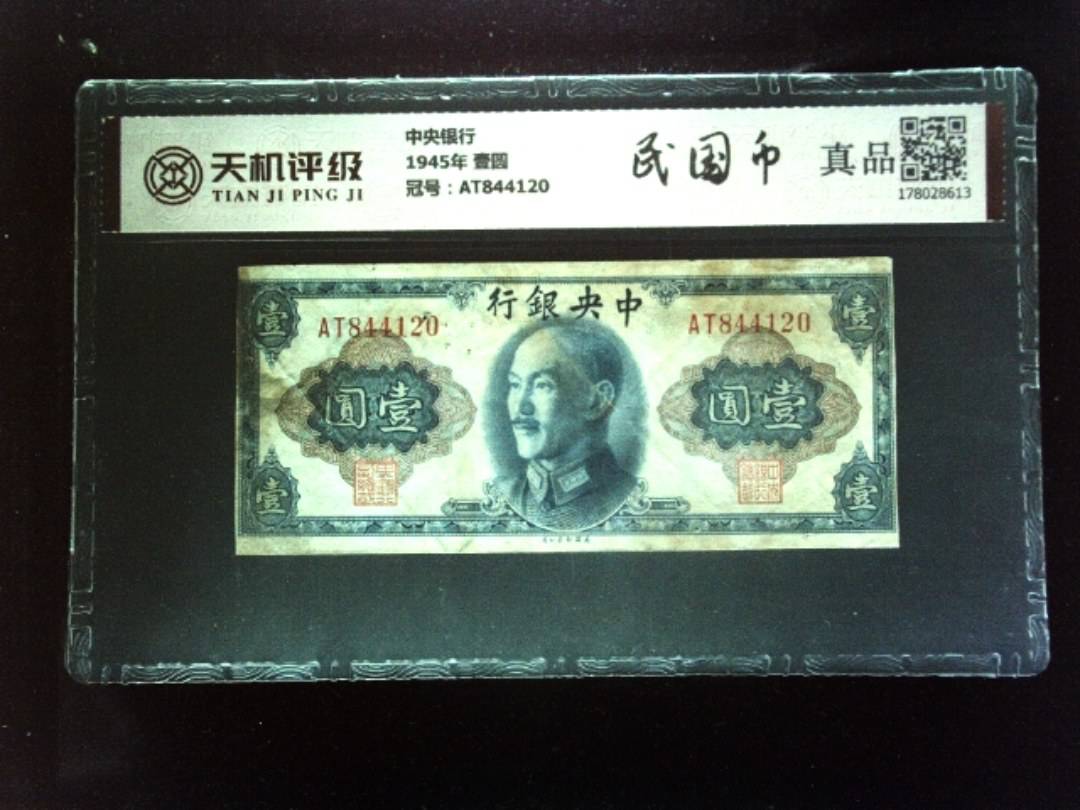 天机评级
TIAN JI PING JI
中央银行
1945年 壹圆
冠号：AT844120
民国币
真品
178028613
行銀央中
壹
壹
AT844120
AT844120
圓壹
圓壹
壹
壹